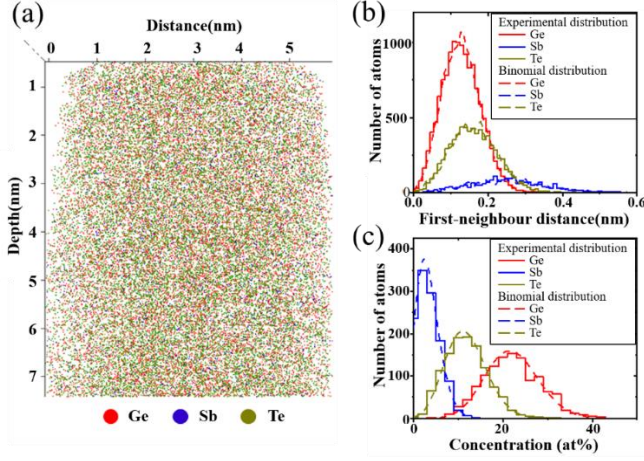 (a)
Distance(nm)
0 1 2 3 4 5
Depth(nm)
1
2
3
4
5
6
7
Ge Sb Te
(b)
Number of atoms
1000
500
0
0.0 0.2 0.4 0.6
First-neighbour distance(nm)
Experimental distribution
Ge
Sb
Te
Binomial distribution
Ge
Sb
Te
(c)
Number of atoms
400
300
200
100
0
0 20 40
Concentration (at%)
Experimental distribution
Ge
Sb
Te
Binomial distribution
Ge
Sb
Te